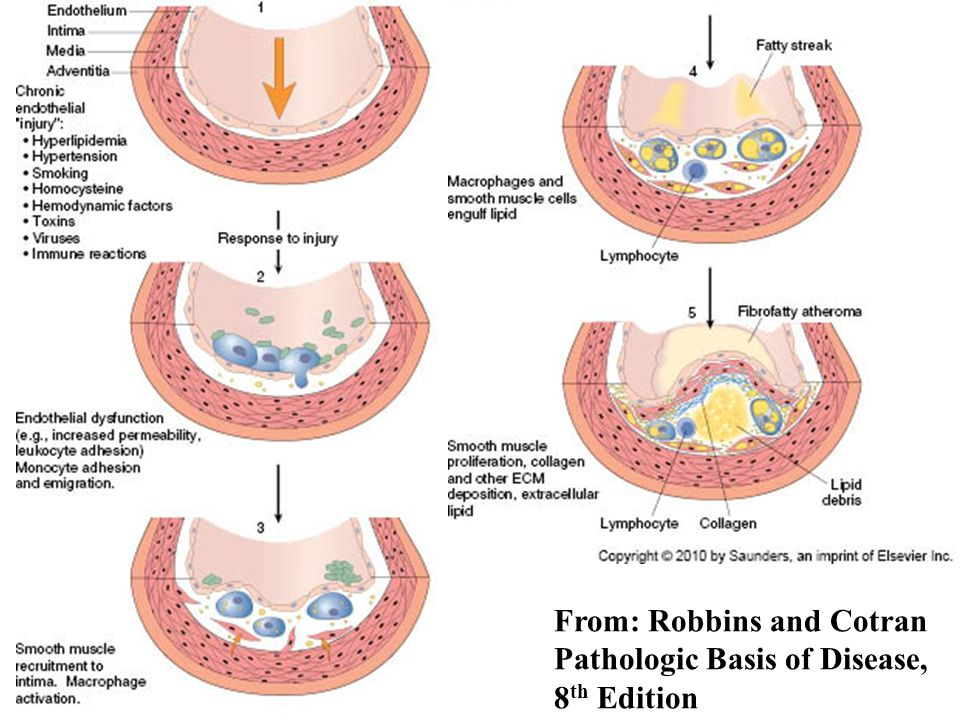 1
Endothelium
Intima
Media
Adventitia
Chronic
endothelial
"injury":
• Hyperlipidemia
• Hypertension
• Smoking
• Homocysteine
• Hemodynamic factors
• Toxins
• Viruses
• Immune reactions
Response to injury
2
Endothelial dysfunction
(e.g., increased permeability,
leukocyte adhesion)
Monocyte adhesion
and emigration.
3
Smooth muscle
recruitment to
intima. Macrophage
activation.
Fatty streak
4
Macrophages and
smooth muscle cells
engulf lipid
Lymphocyte
5
Fibrofatty atheroma
Smooth muscle
proliferation, collagen
and other ECM
deposition, extracellular
lipid
Lipid
debris
Lymphocyte Collagen
Copyright © 2010 by Saunders, an imprint of Elsevier Inc.
From: Robbins and Cotran
Pathologic Basis of Disease,
8th Edition